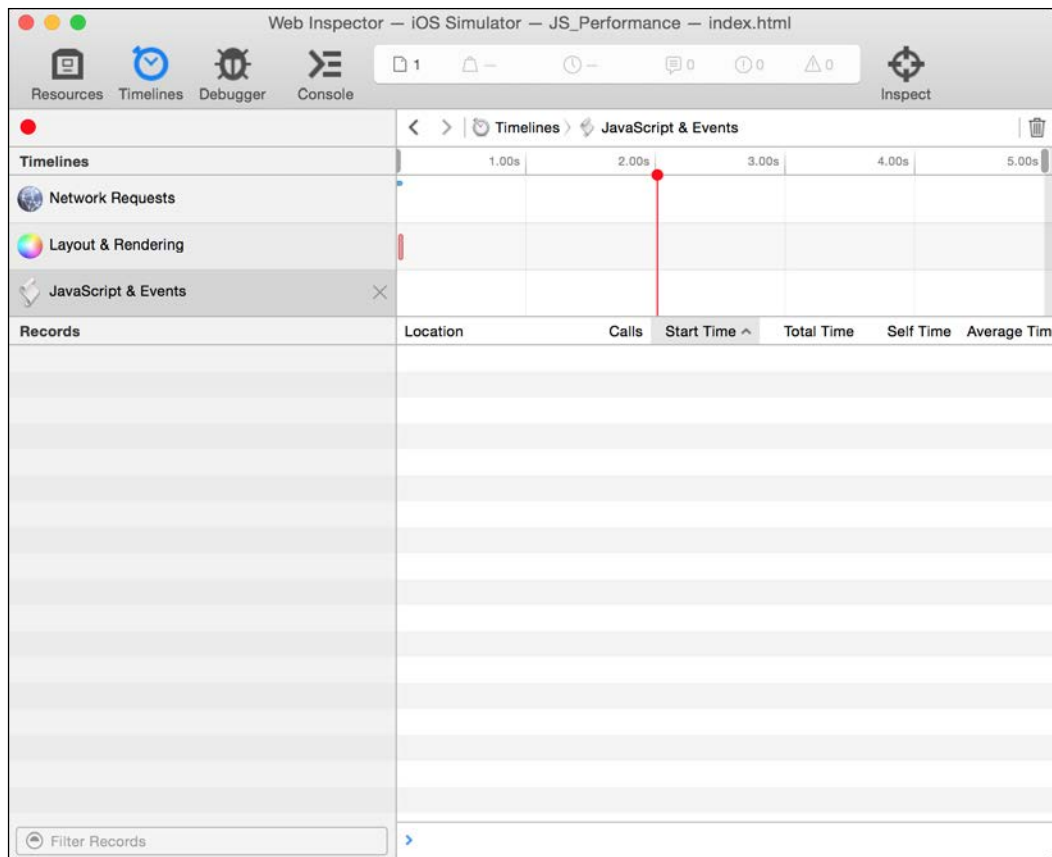 Web Inspector — iOS Simulator — JS_Performance — index.html
1 — — 0 0 0
Resources Timelines Debugger Console Inspect
Timelines JavaScript & Events
Timelines 1.00s 2.00s 3.00s 4.00s 5.00s
Network Requests
Layout & Rendering
JavaScript & Events
Records Location Calls Start Time Total Time Self Time Average Tim
Filter Records